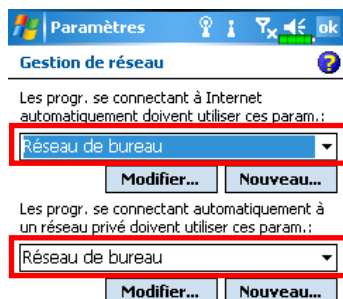 Paramètres ok
Gestion de réseau ?
Les progr. se connectant à Internet
automatiquement doivent utiliser ces param.:
Réseau de bureau
Modifier... Nouveau...
Les progr. se connectant automatiquement à
un réseau privé doivent utiliser ces param.:
Réseau de bureau
Modifier... Nouveau...